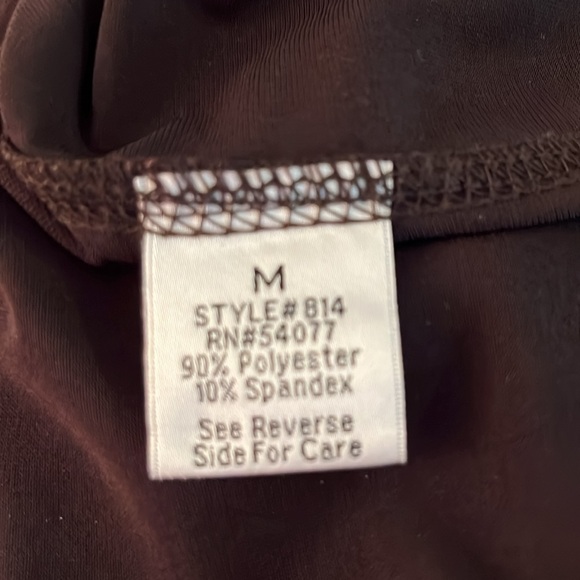 M
STYLE#814
RN#54077
90% Polyester
10% Spandex
See Reverse
Side For Care